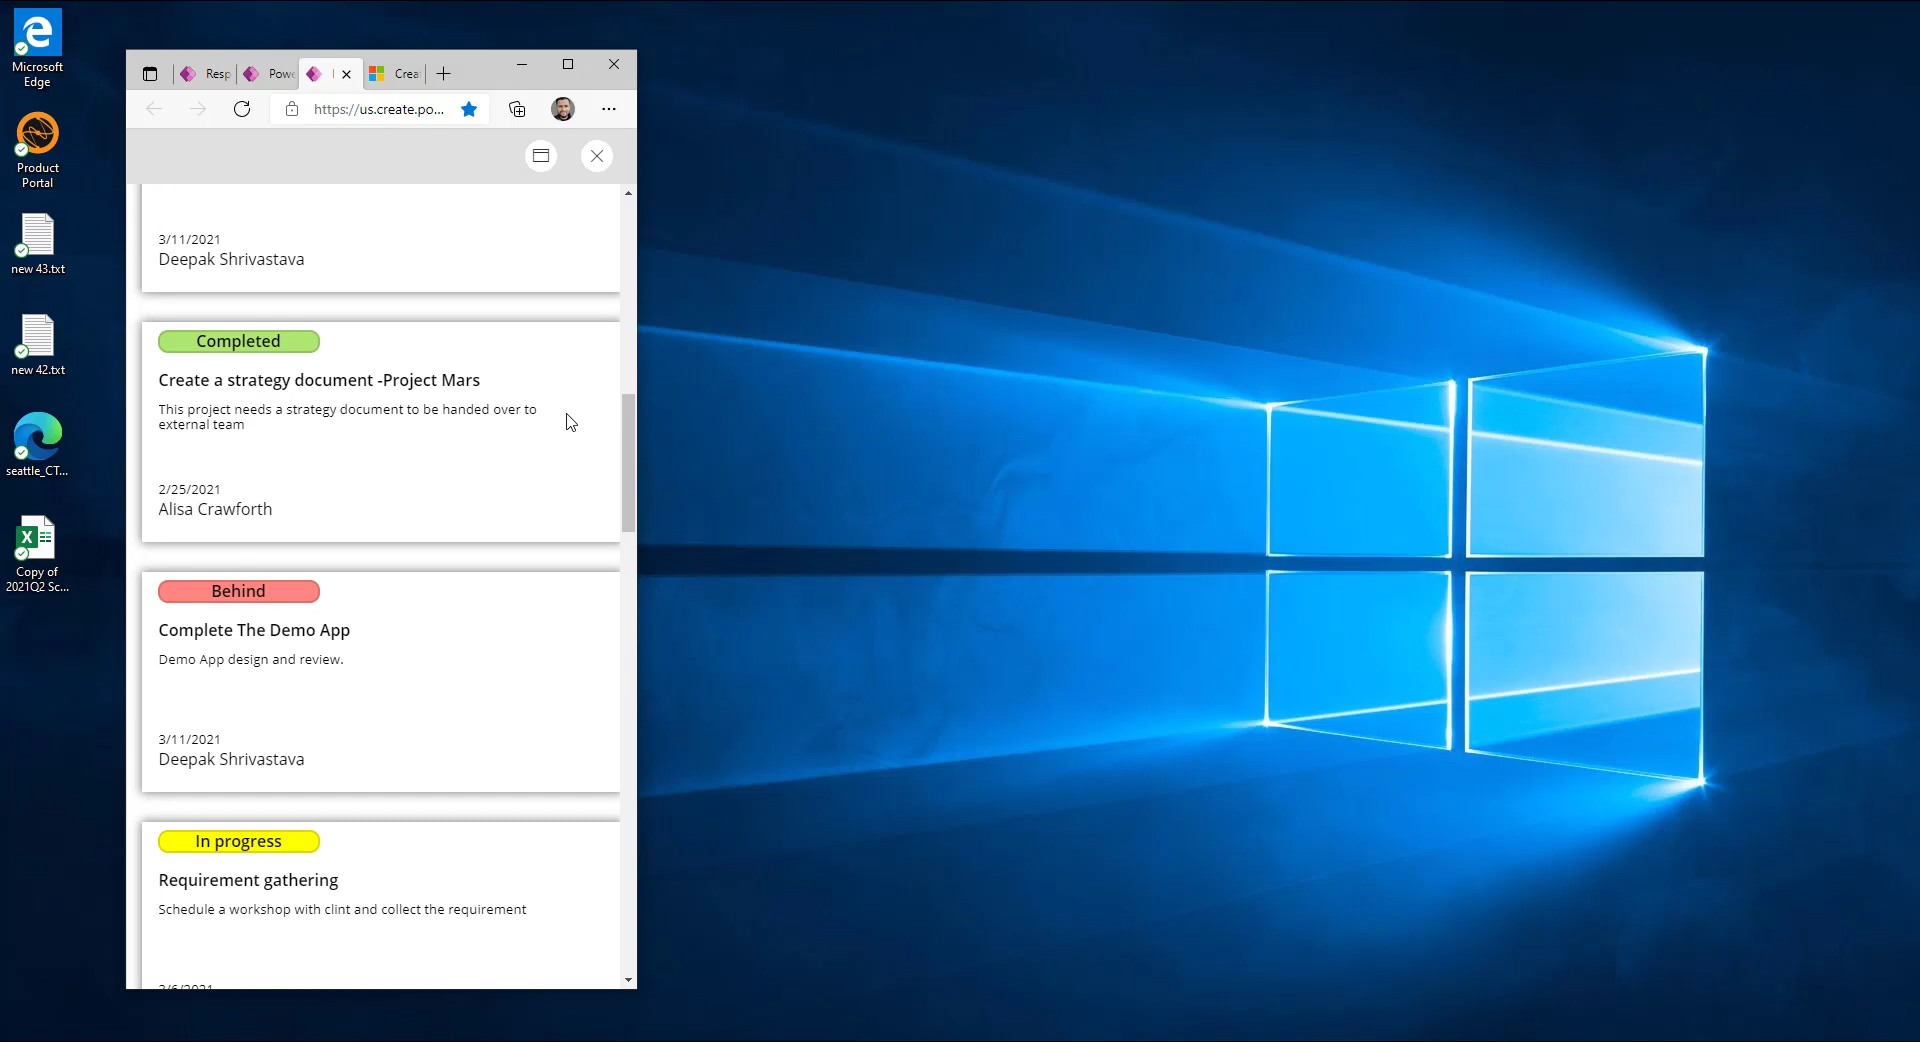 Microsoft
Edge
Product
Portal
new 43.txt
new 42.txt
seattle_CT...
Copy of
2021Q2 Sc...
Resp
Powe
Crea
https://us.create.po...
3/11/2021
Deepak Shrivastava
Completed
Create a strategy document -Project Mars
This project needs a strategy document to be handed over to
external team
2/25/2021
Alisa Crawforth
Behind
Complete The Demo App
Demo App design and review.
3/11/2021
Deepak Shrivastava
In progress
Requirement gathering
Schedule a workshop with clint and collect the requirement